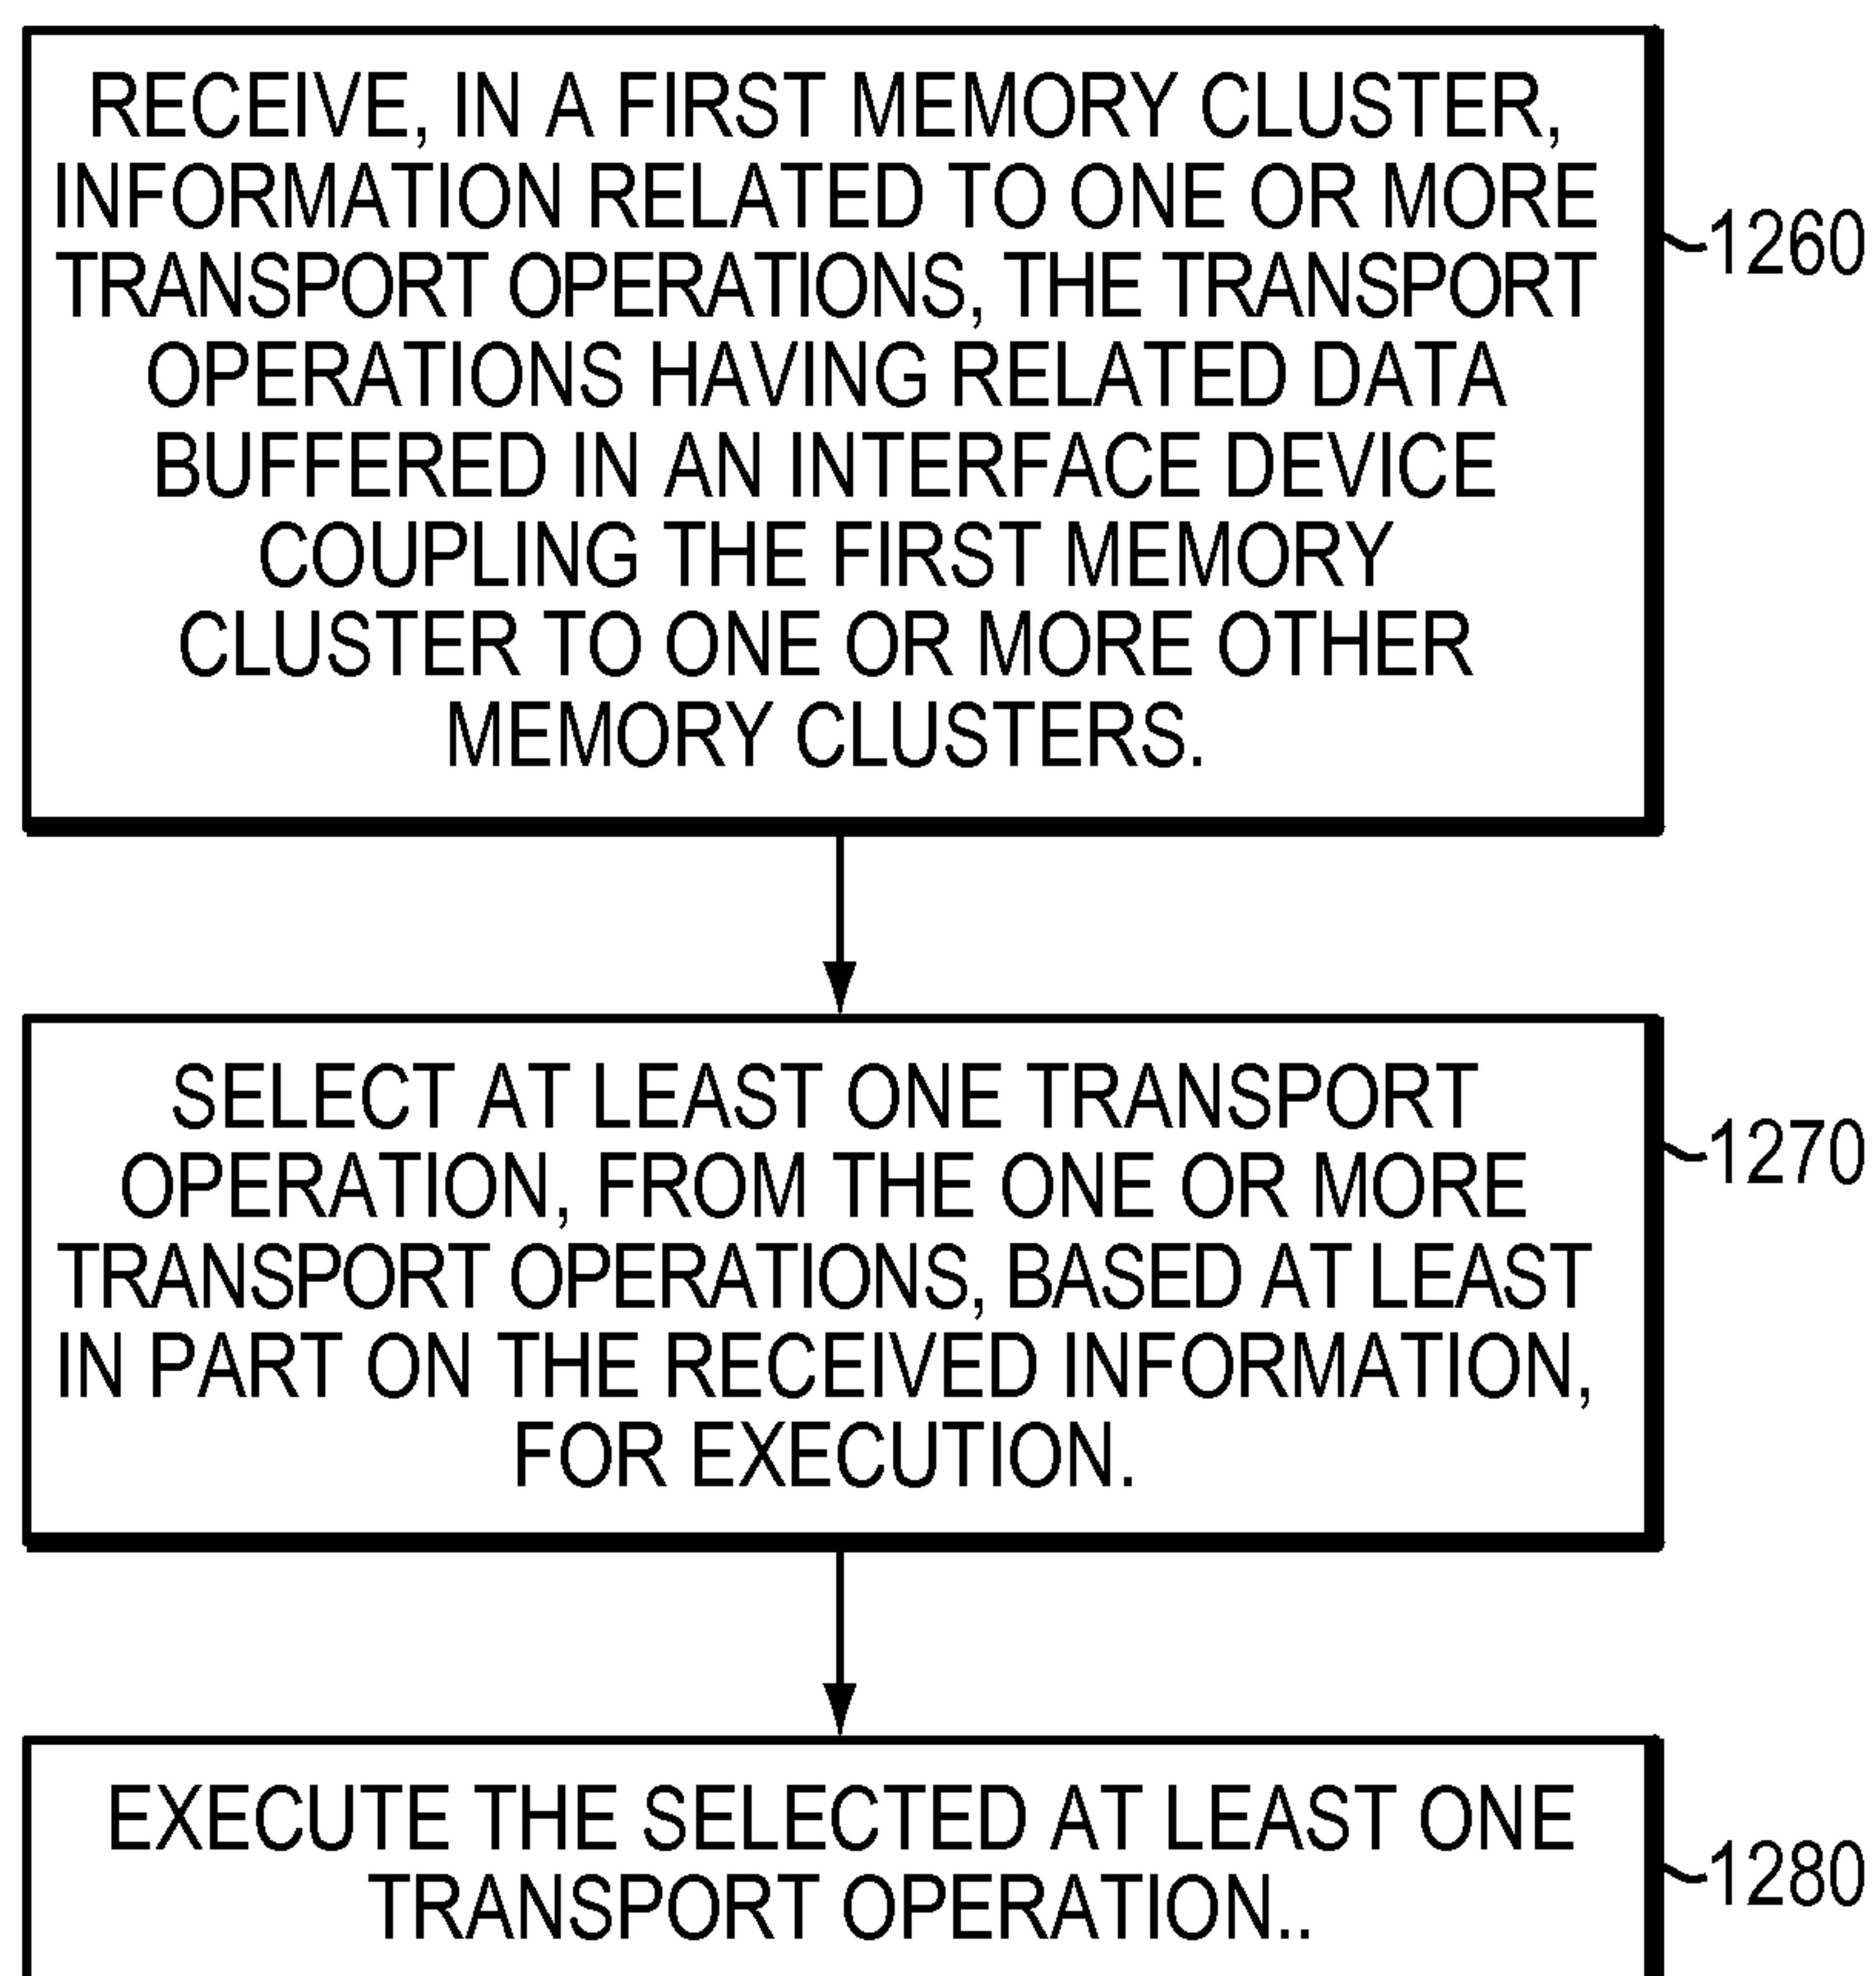 RECEIVE, IN A FIRST MEMORY CLUSTER,
INFORMATION RELATED TO ONE OR MORE
TRANSPORT OPERATIONS, THE TRANSPORT
OPERATIONS HAVING RELATED DATA
BUFFERED IN AN INTERFACE DEVICE
COUPLING THE FIRST MEMORY
CLUSTER TO ONE OR MORE OTHER
MEMORY CLUSTERS.
1260
SELECT AT LEAST ONE TRANSPORT
OPERATION, FROM THE ONE OR MORE
TRANSPORT OPERATIONS, BASED AT LEAST
IN PART ON THE RECEIVED INFORMATION,
FOR EXECUTION.
1270
EXECUTE THE SELECTED AT LEAST ONE
TRANSPORT OPERATION..
1280